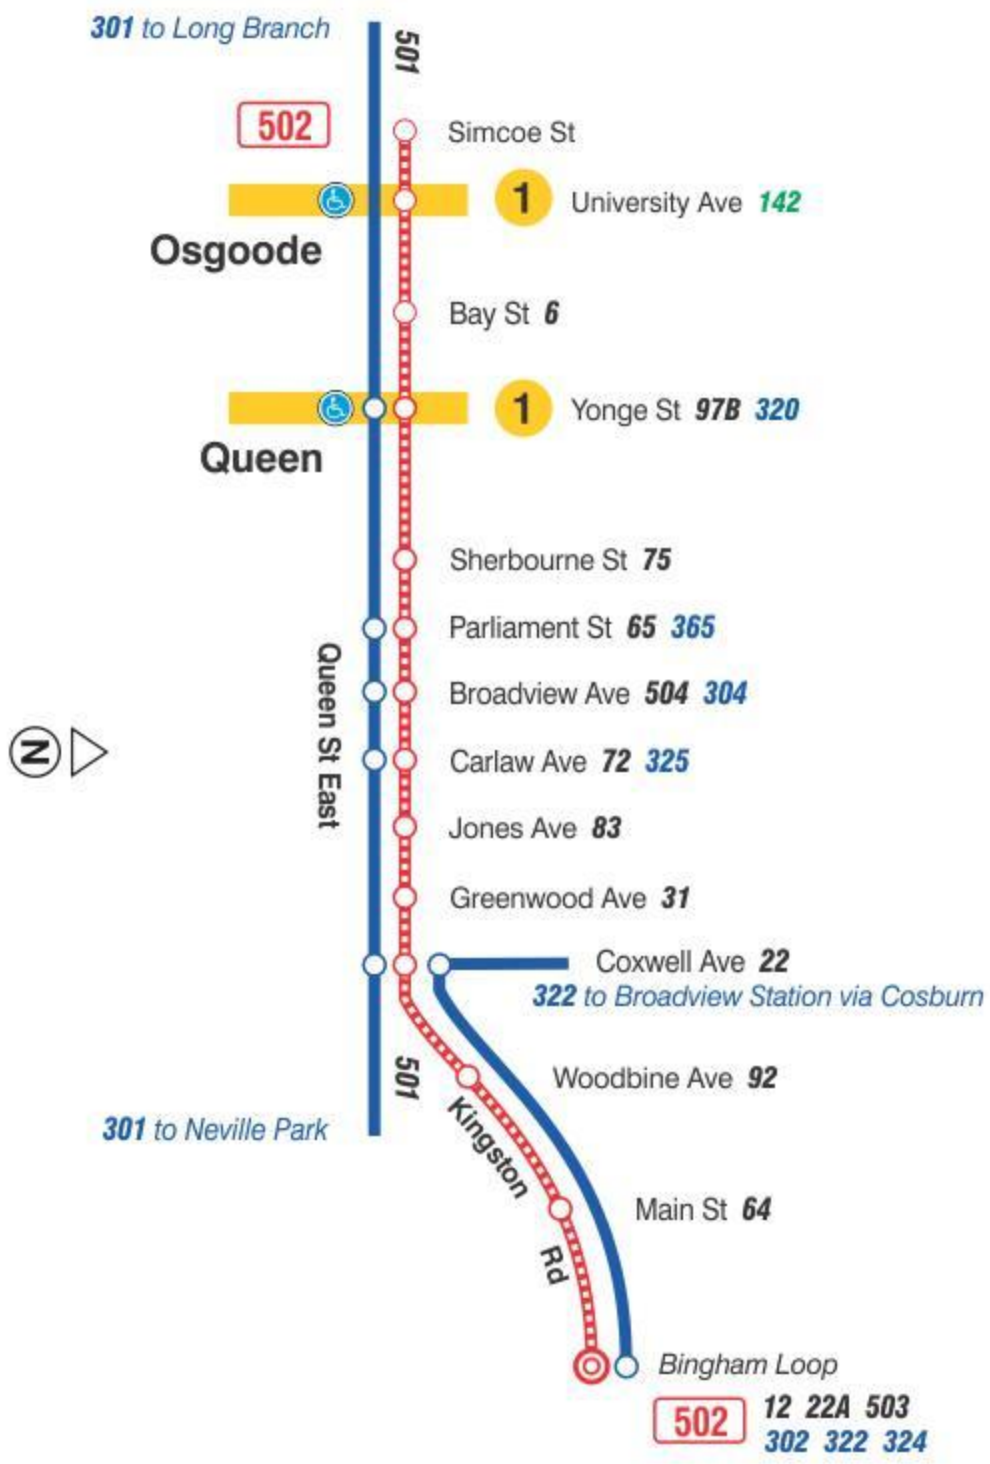 301 to Long Branch
501
502
Simcoe St
1
University Ave 142
Osgoode
Bay St 6
1
Yonge St 97B 320
Queen
Sherbourne St 75
Parliament St 65 365
Queen St East
Broadview Ave 504 304
N
Carlaw Ave 72 325
Jones Ave 83
Greenwood Ave 31
Coxwell Ave 22
322 to Broadview Station via Cosburn
501
Woodbine Ave 92
301 to Neville Park
Kingston
Rd
Main St 64
Bingham Loop
502
12 22A 503
302 322 324